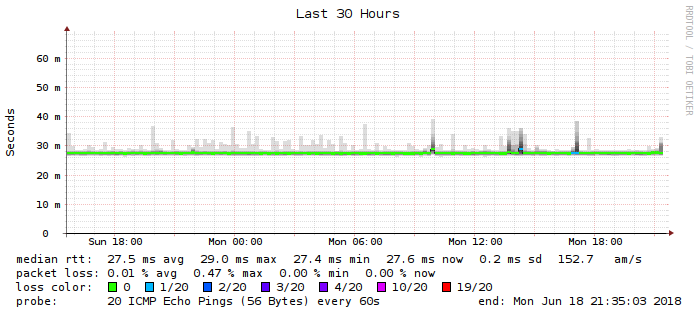 Last 30 Hours
RRDTOOL / TOBI OETIKER
Seconds
60 m
50 m
40 m
30 m
20 m
10 m
0
Sun 18:00 Mon 00:00 Mon 06:00 Mon 12:00 Mon 18:00
median rtt: 27.5 ms avg 29.0 ms max 27.4 ms min 27.6 ms now 0.2 ms sd 152.7 am/s
packet loss: 0.01 % avg 0.47 % max 0.00 % min 0.00 % now
loss color: 0 1/20 2/20 3/20 4/20 10/20 19/20
probe: 20 ICMP Echo Pings (56 Bytes) every 60s end: Mon Jun 18 21:35:03 2018